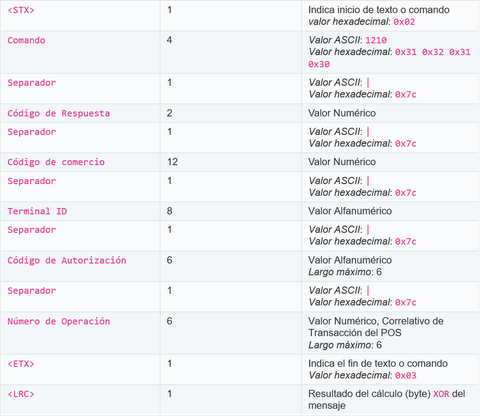 <STX> 1 Indica inicio de texto o comando
valor hexadecimal: 0x02
Comando 4 Valor ASCII: 1210
Valor hexadecimal: 0x31 0x32 0x31
0x30
Separador 1 Valor ASCII: |
Valor hexadecimal: 0x7c
Código de Respuesta 2 Valor Numérico
Separador 1 Valor ASCII: |
Valor hexadecimal: 0x7c
Código de comercio 12 Valor Numérico
Separador 1 Valor ASCII: |
Valor hexadecimal: 0x7c
Terminal ID 8 Valor Alfanumérico
Separador 1 Valor ASCII: |
Valor hexadecimal: 0x7c
Código de Autorización 6 Valor Alfanumérico
Largo máximo: 6
Separador 1 Valor ASCII: |
Valor hexadecimal: 0x7c
Número de Operación 6 Valor Numérico, Correlativo de
Transacción del POS
Largo máximo: 6
<ETX> 1 Indica el fin de texto o comando
Valor hexadecimal: 0x03
<LRC> 1 Resultado del cálculo (byte) XOR del
mensaje